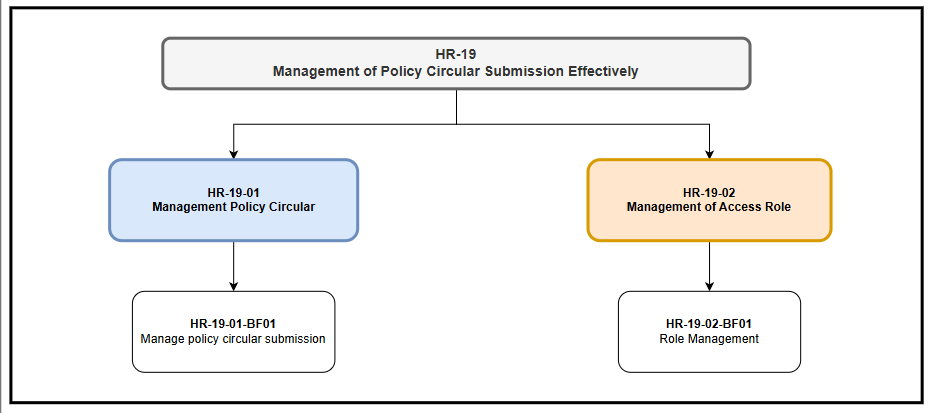 HR-19
Management of Policy Circular Submission Effectively
HR-19-01
Management Policy Circular
HR-19-02
Management of Access Role
HR-19-01-BF01
Manage policy circular submission
HR-19-02-BF01
Role Management